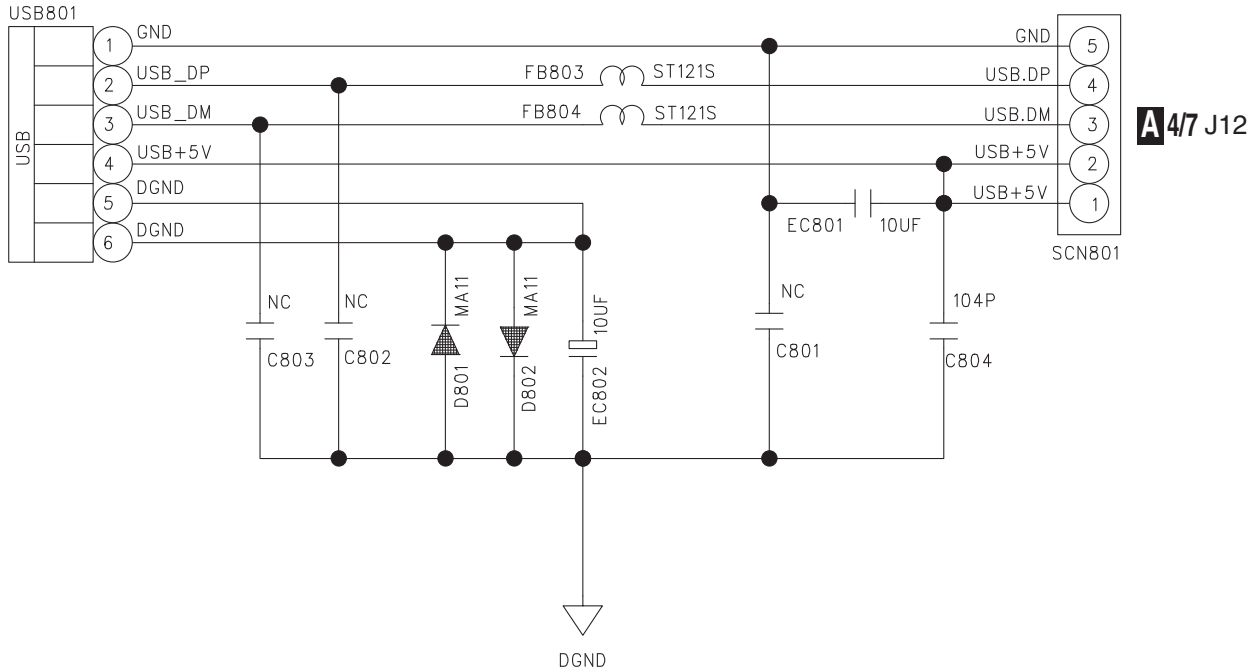 USB801
USB
1 GND
2 USB_DP
3 USB_DM
4 USB+5V
5 DGND
6 DGND
FB803 ST121S
FB804 ST121S
GND 5
USB.DP 4
USB.DM 3
USB+5V 2
USB+5V 1
SCN801
A 4/7 J12
EC801 10UF
NC
C803
NC
C802
MA11
D801
MA11
D802
10UF
EC802
NC
C801
104P
C804
DGND